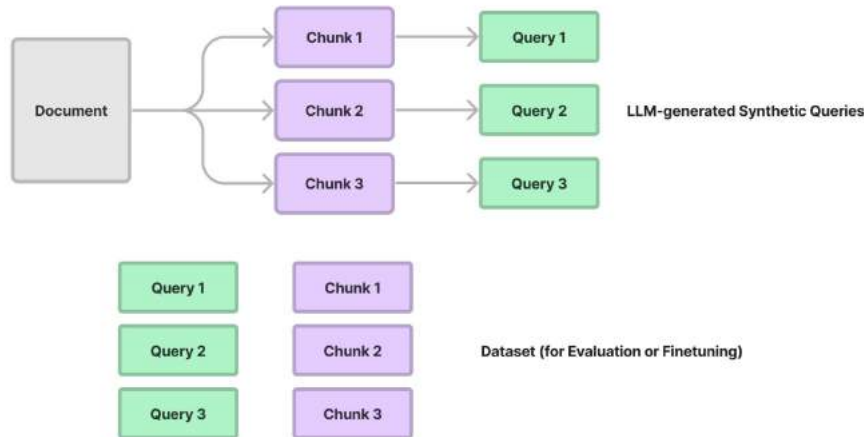 Chunk 1
Query 1
Document
Chunk 2
Query 2
LLM-generated Synthetic Queries
Chunk 3
Query 3
Query 1
Chunk 1
Query 2
Chunk 2
Dataset (for Evaluation or Finetuning)
Query 3
Chunk 3